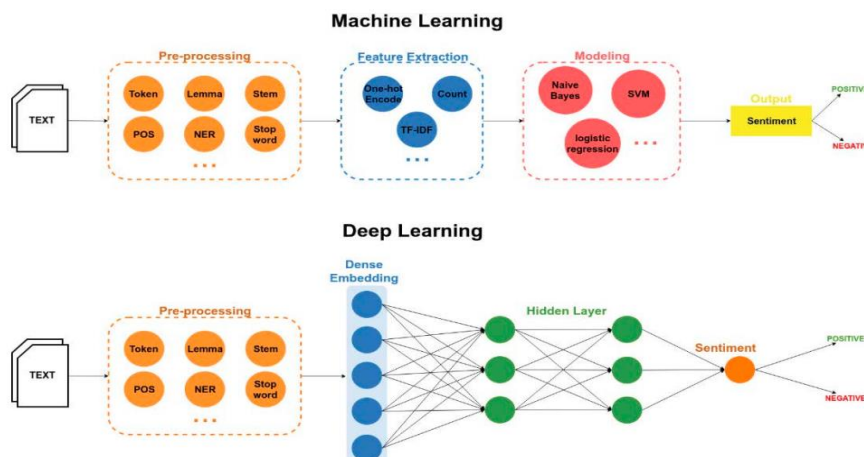 Machine Learning
Pre-processing
Feature Extraction
Modeling
Token
Lemma
Stem
POS
NER
Stop
word
...
One-hot
Encode
Count
TF-IDF
...
Naive
Bayes
SVM
logistic
regression
...
TEXT
Output
Sentiment
POSITIVE
NEGATIVE
Deep Learning
Dense
Embedding
Pre-processing
Hidden Layer
Token
Lemma
Stem
POS
NER
Stop
word
...
TEXT
Sentiment
POSITIVE
NEGATIVE